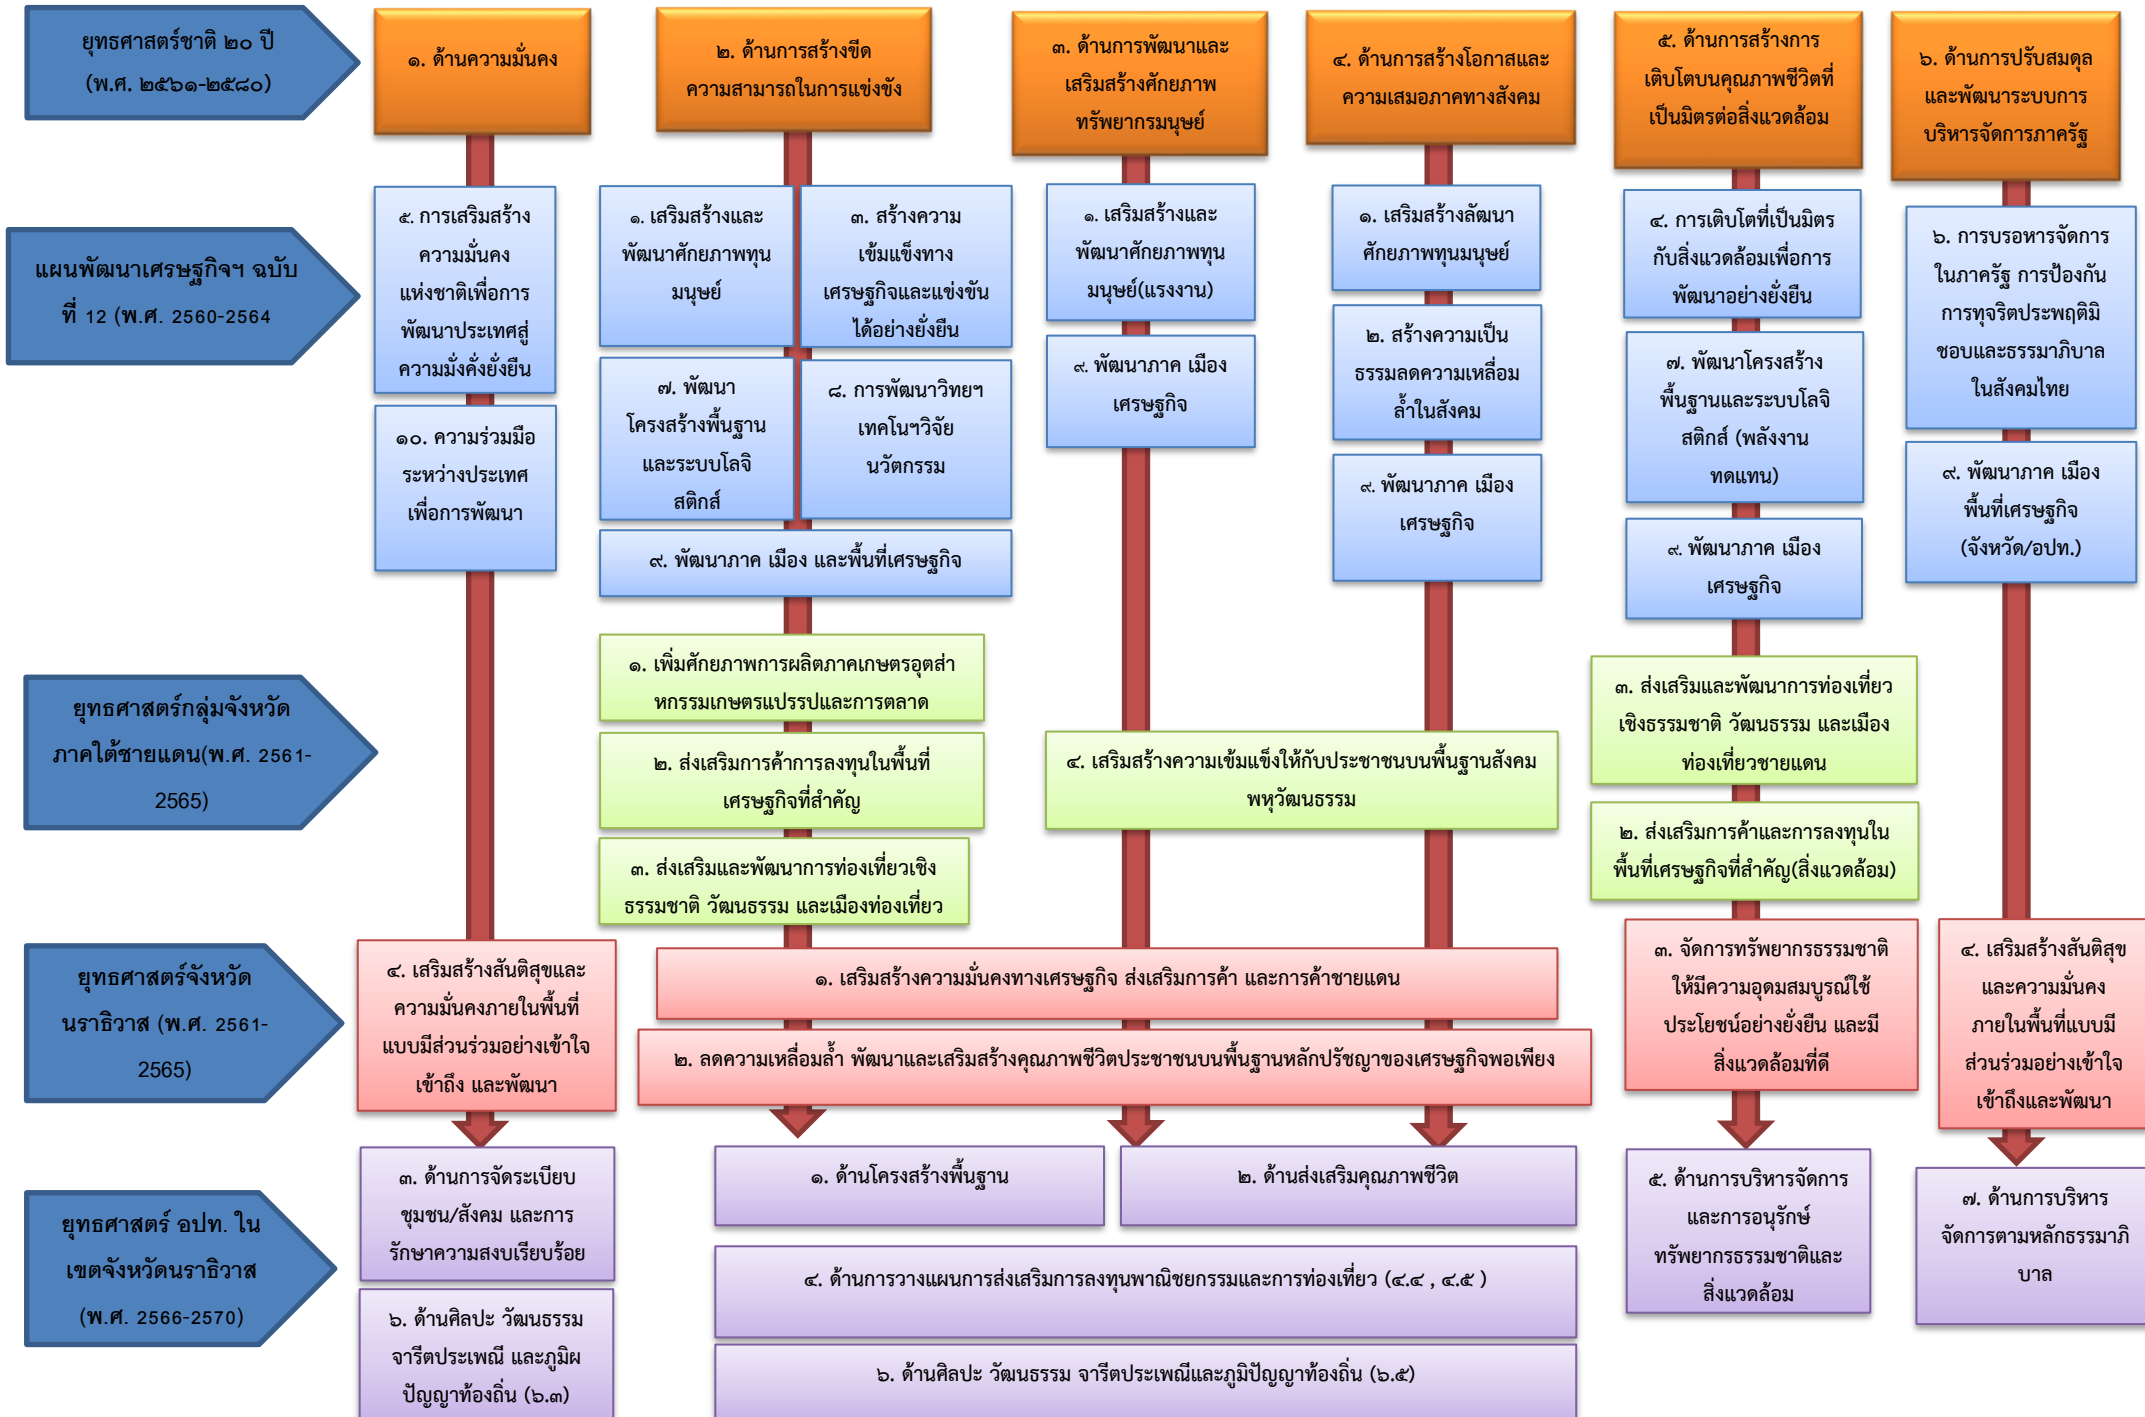 ยุทธศาสตร์ชาติ ๒๐ ปี
(พ.ศ. ๒๕๖๑-๒๕๘๐)
๑. ด้านความมั่นคง
๒. ด้านการสร้างขีด
ความสามารถในการแข่งขัง
๓. ด้านการพัฒนาและ
เสริมสร้างศักยภาพ
ทรัพยากรมนุษย์
๔. ด้านการสร้างโอกาสและ
ความเสมอภาคทางสังคม
๕. ด้านการสร้างการ
เติบโตบนคุณภาพชีวิตที่
เป็นมิตรต่อสิ่งแวดล้อม
๖. ด้านการปรับสมดุล
และพัฒนาระบบการ
บริหารจัดการภาครัฐ
แผนพัฒนาเศรษฐกิจฯ ฉบับ
ที่ 12 (พ.ศ. 2560-2564
๕. การเสริมสร้าง
ความมั่นคง
แห่งชาติเพื่อการ
พัฒนาประเทศสู่
ความมั่งคั่งยั่งยืน
๑๐. ความร่วมมือ
ระหว่างประเทศ
เพื่อการพัฒนา
๑. เสริมสร้างและ
พัฒนาศักยภาพทุน
มนุษย์
๓. สร้างความ
เข้มแข็งทาง
เศรษฐกิจและแข่งขัน
ได้อย่างยั่งยืน
๗. พัฒนา
โครงสร้างพื้นฐาน
และระบบโลจิ
สติกส์
๘. การพัฒนาวิทยฯ
เทคโนฯวิจัย
นวัตกรรม
๙. พัฒนาภาค เมือง และพื้นที่เศรษฐกิจ
๑. เสริมสร้างและ
พัฒนาศักยภาพทุน
มนุษย์(แรงงาน)
๙. พัฒนาภาค เมือง
เศรษฐกิจ
๑. เสริมสร้างลัฒนา
ศักยภาพทุนมนุษย์
๒. สร้างความเป็น
ธรรมลดความเหลื่อม
ล้ำในสังคม
๙. พัฒนาภาค เมือง
เศรษฐกิจ
๔. การเติบโตที่เป็นมิตร
กับสิ่งแวดล้อมเพื่อการ
พัฒนาอย่างยั่งยืน
๗. พัฒนาโครงสร้าง
พื้นฐานและระบบโลจิ
สติกส์ (พลังงาน
ทดแทน)
๙. พัฒนาภาค เมือง
เศรษฐกิจ
๖. การบรอหารจัดการ
ในภาครัฐ การป้องกัน
การทุจริตประพฤติมิ
ชอบและธรรมาภิบาล
ในสังคมไทย
๙. พัฒนาภาค เมือง
พื้นที่เศรษฐกิจ
(จังหวัด/อปท.)
ยุทธศาสตร์กลุ่มจังหวัด
ภาคใต้ชายแดน(พ.ศ. 2561-
2565)
๑. เพิ่มศักยภาพการผลิตภาคเกษตรอุตส่า
หกรรมเกษตรแปรรูปและการตลาด
๒. ส่งเสริมการค้าการลงทุนในพื้นที่
เศรษฐกิจที่สำคัญ
๓. ส่งเสริมและพัฒนาการท่องเที่ยวเชิง
ธรรมชาติ วัฒนธรรม และเมืองท่องเที่ยว
๔. เสริมสร้างความเข้มแข็งให้กับประชาชนบนพื้นฐานสังคม
พหุวัฒนธรรม
๓. ส่งเสริมและพัฒนาการท่องเที่ยว
เชิงธรรมชาติ วัฒนธรรม และเมือง
ท่องเที่ยวชายแดน
๒. ส่งเสริมการค้าและการลงทุนใน
พื้นที่เศรษฐกิจที่สำคัญ(สิ่งแวดล้อม)
ยุทธศาสตร์จังหวัด
นราธิวาส (พ.ศ. 2561-
2565)
๔. เสริมสร้างสันติสุขและ
ความมั่นคงภายในพื้นที่
แบบมีส่วนร่วมอย่างเข้าใจ
เข้าถึง และพัฒนา
๑. เสริมสร้างความมั่นคงทางเศรษฐกิจ ส่งเสริมการค้า และการค้าชายแดน
๒. ลดความเหลื่อมล้ำ พัฒนาและเสริมสร้างคุณภาพชีวิตประชาชนบนพื้นฐานหลักปรัชญาของเศรษฐกิจพอเพียง
๓. จัดการทรัพยากรธรรมชาติ
ให้มีความอุดมสมบูรณ์ใช้
ประโยชน์อย่างยั่งยืน และมี
สิ่งแวดล้อมที่ดี
๔. เสริมสร้างสันติสุข
และความมั่นคง
ภายในพื้นที่แบบมี
ส่วนร่วมอย่างเข้าใจ
เข้าถึงและพัฒนา
ยุทธศาสตร์ อปท. ใน
เขตจังหวัดนราธิวาส
(พ.ศ. 2566-2570)
๓. ด้านการจัดระเบียบ
ชุมชน/สังคม และการ
รักษาความสงบเรียบร้อย
๖. ด้านศิลปะ วัฒนธรรม
จารีตประเพณี และภูมิผ
ปัญญาท้องถิ่น (๖.๓)
๑. ด้านโครงสร้างพื้นฐาน
๒. ด้านส่งเสริมคุณภาพชีวิต
๔. ด้านการวางแผนการส่งเสริมการลงทุนพาณิชยกรรมและการท่องเที่ยว (๔.๔ , ๔.๕ )
๖. ด้านศิลปะ วัฒนธรรม จารีตประเพณีและภูมิปัญญาท้องถิ่น (๖.๕)
๕. ด้านการบริหารจัดการ
และการอนุรักษ์
ทรัพยากรธรรมชาติและ
สิ่งแวดล้อม
๗. ด้านการบริหาร
จัดการตามหลักธรรมาภิ
บาล